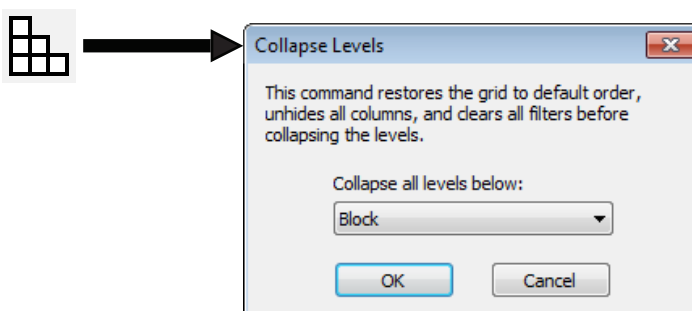 Collapse Levels
This command restores the grid to default order,
unhides all columns, and clears all filters before
collapsing the levels.
Collapse all levels below:
Block
OK
Cancel